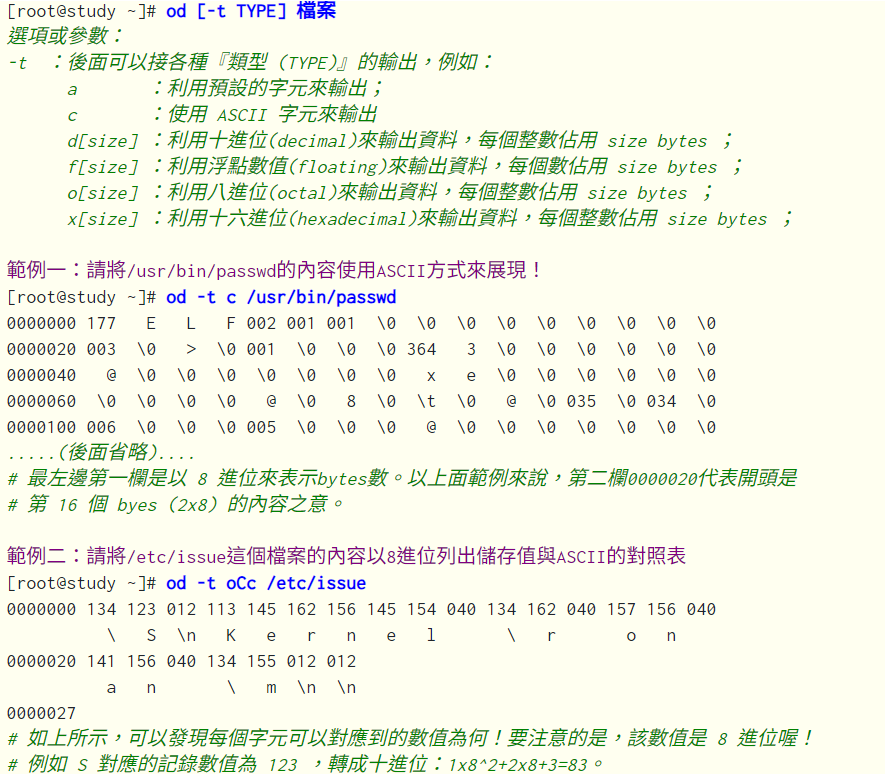 [root@study ~]# od [-t TYPE] 檔案
選項或參數：
-t  ：後面可以接各種『類型 (TYPE)』的輸出，例如：
      a       ：利用預設的字元來輸出；
      c       ：使用 ASCII 字元來輸出
      d[size] ：利用十進位(decimal)來輸出資料，每個整數佔用 size bytes ；
      f[size] ：利用浮點數值(floating)來輸出資料，每個數佔用 size bytes ；
      o[size] ：利用八進位(octal)來輸出資料，每個整數佔用 size bytes ；
      x[size] ：利用十六進位(hexadecimal)來輸出資料，每個整數佔用 size bytes ；
範例一：請將/usr/bin/passwd的內容使用ASCII方式來展現！
[root@study ~]# od -t c /usr/bin/passwd
0000000 177   E   L   F 002 001 001  \0  \0  \0  \0  \0  \0  \0  \0  \0
0000020 003  \0   >  \0 001  \0  \0  \0 364   3  \0  \0  \0  \0  \0  \0
0000040   @  \0  \0  \0  \0  \0  \0  \0   x   e  \0  \0  \0  \0  \0  \0
0000060  \0  \0  \0  \0   @  \0   8  \0  \t  \0   @  \0 035  \0 034  \0
0000100 006  \0  \0  \0 005  \0  \0  \0   @  \0  \0  \0  \0  \0  \0  \0
.....(後面省略)....
# 最左邊第一欄是以 8 進位來表示bytes數。以上面範例來說，第二欄0000020代表開頭是
# 第 16 個 byes (2x8) 的內容之意。
範例二：請將/etc/issue這個檔案的內容以8進位列出儲存值與ASCII的對照表
[root@study ~]# od -t oCc /etc/issue
0000000 134 123 012 113 145 162 156 145 154 040 134 162 040 157 156 040
          \   S  \n   K   e   r   n   e   l       \   r       o   n
0000020 141 156 040 134 155 012 012
          a   n       \   m  \n  \n
0000027
# 如上所示，可以發現每個字元可以對應到的數值為何！要注意的是，該數值是 8 進位喔！
# 例如 S 對應的記錄數值為 123 ，轉成十進位：1x8^2+2x8+3=83。